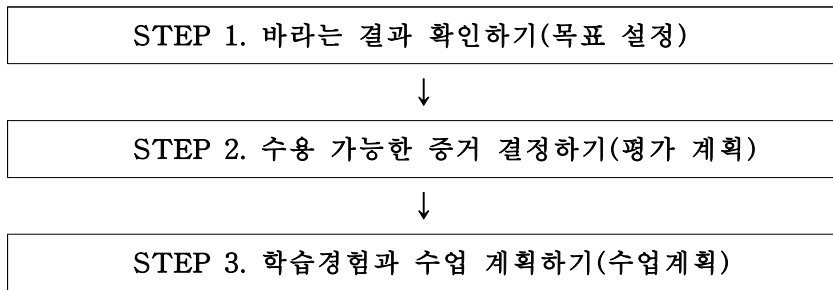 STEP 1. 바라는 결과 확인하기(목표 설정)
↓
STEP 2. 수용 가능한 증거 결정하기(평가 계획)
↓
STEP 3. 학습경험과 수업 계획하기(수업계획)